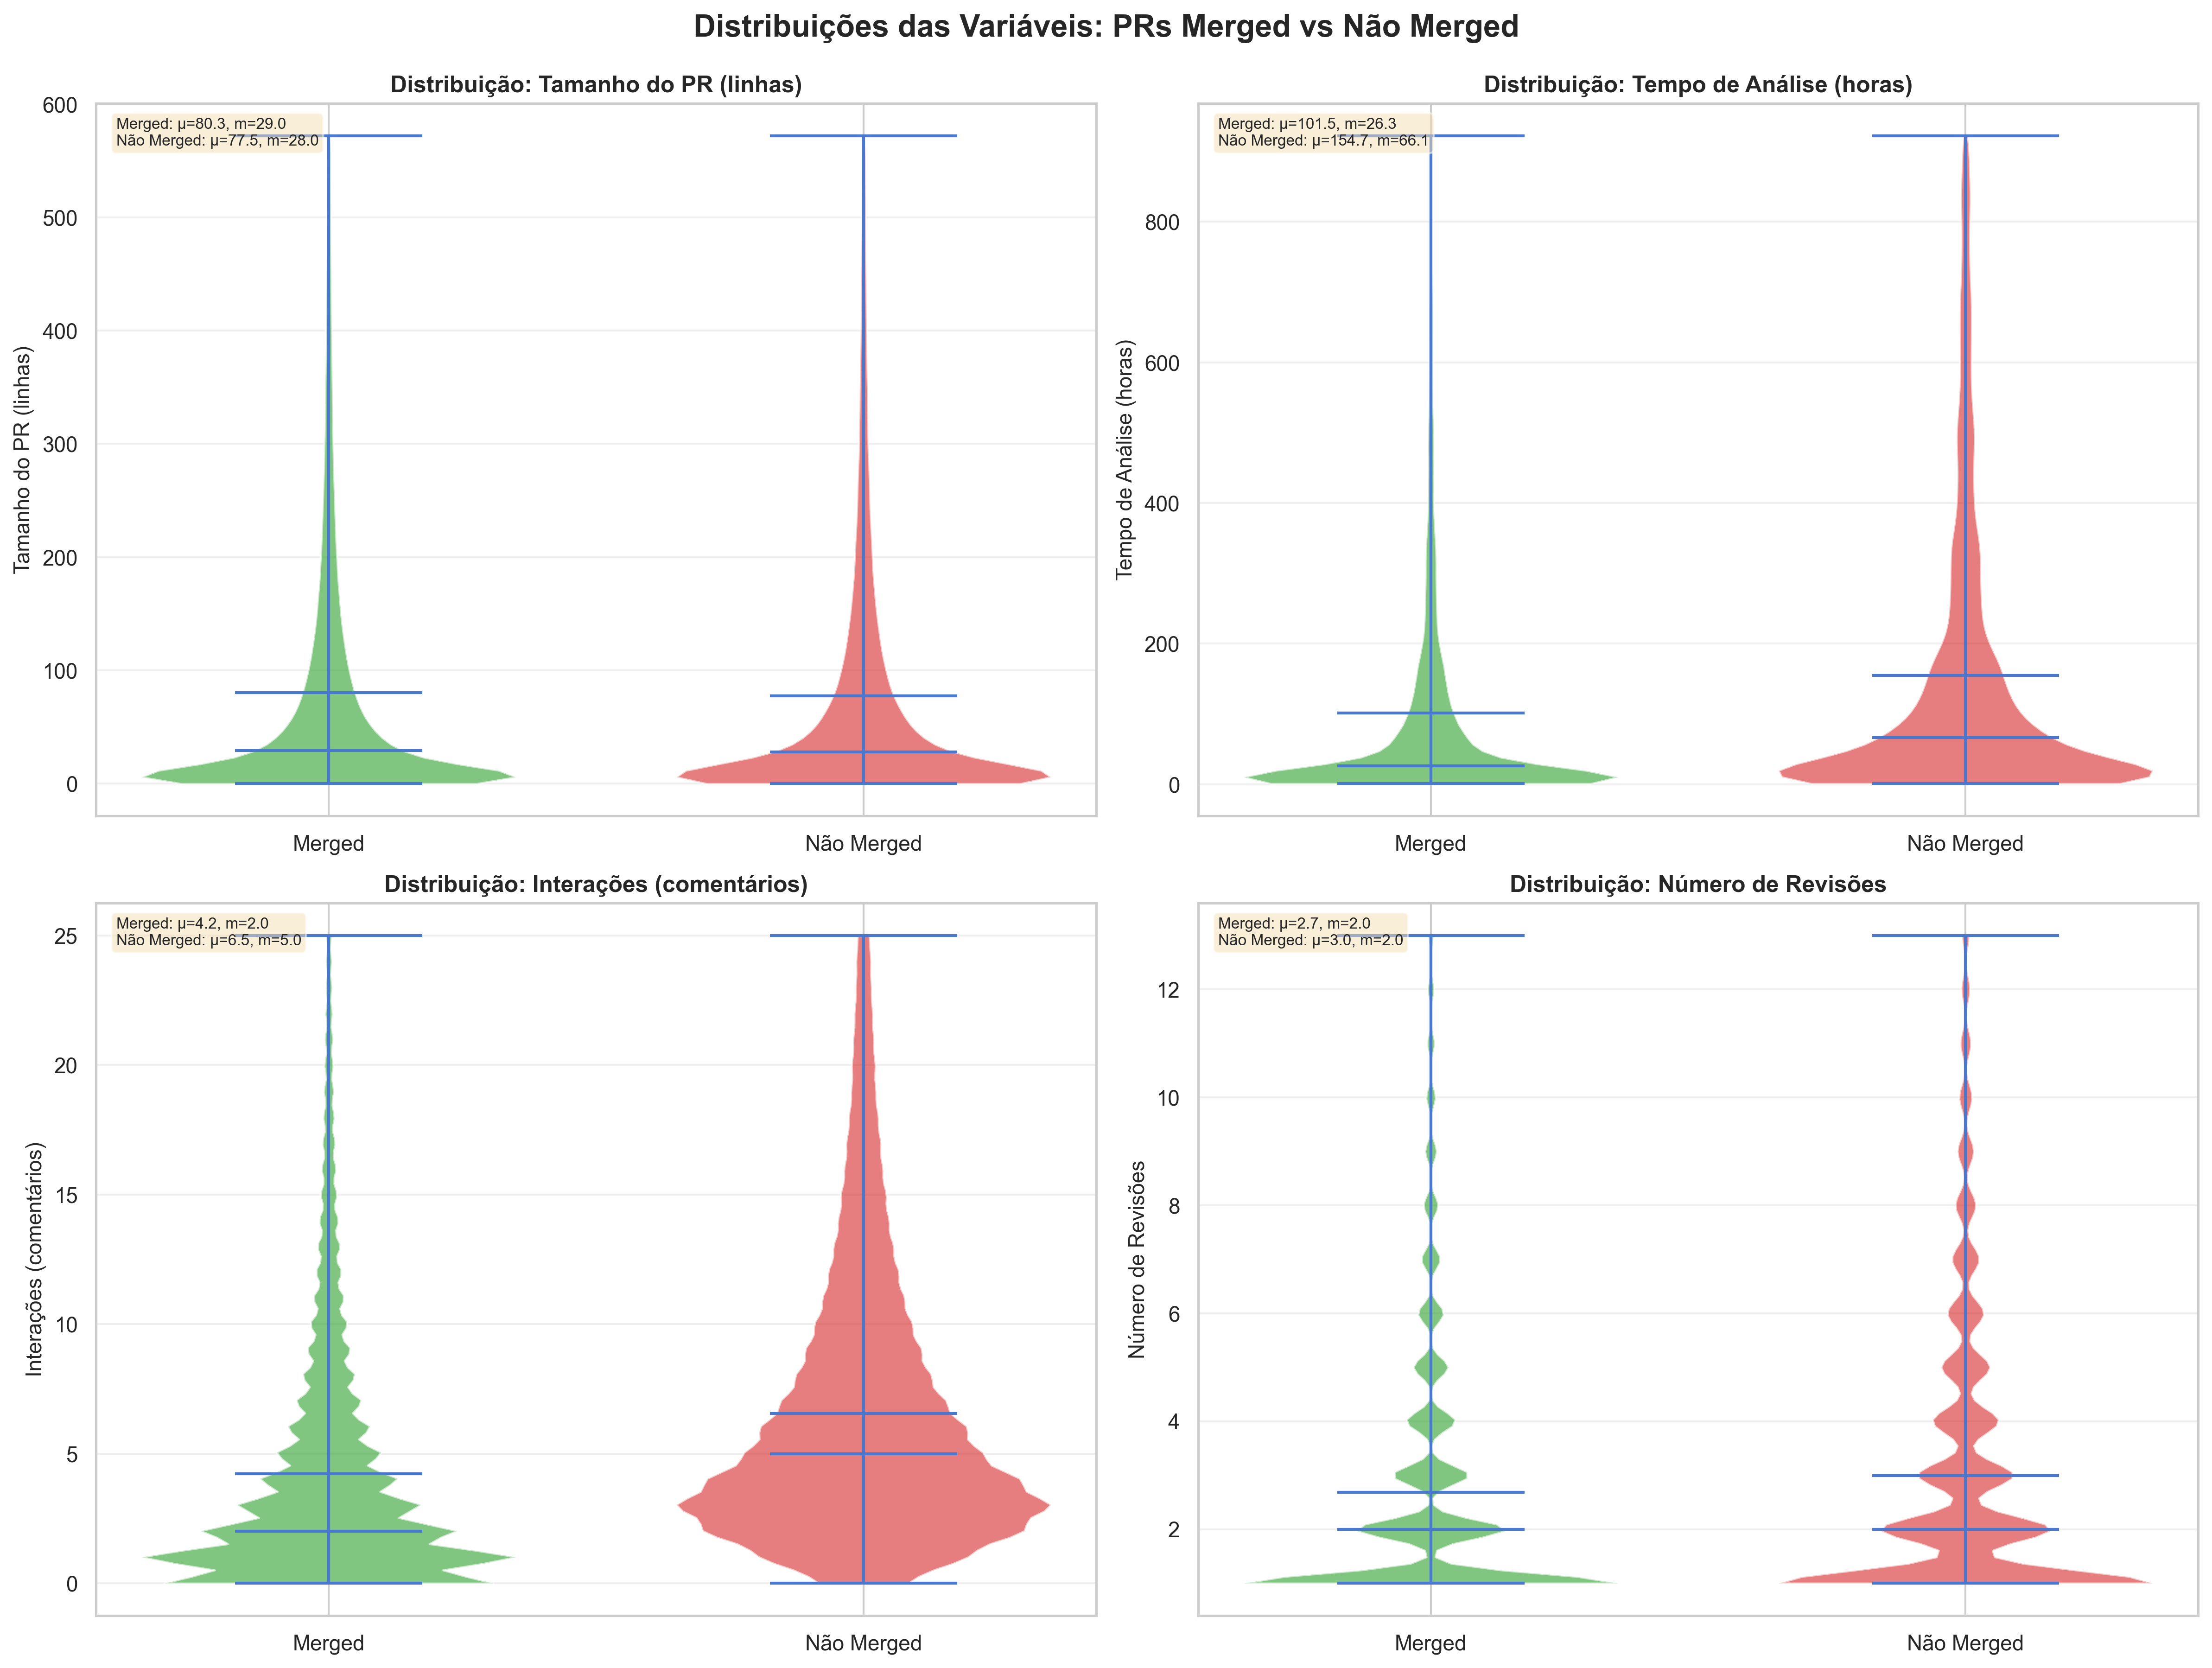 Distribuições das Variáveis: PRs Merged vs Não Merged
Distribuição: Tamanho do PR (linhas)
Merged: μ=80.3, m=29.0
Não Merged: μ=77.5, m=28.0
Tamanho do PR (linhas)
600
500
400
300
200
100
0
Merged
Não Merged
Distribuição: Tempo de Análise (horas)
Merged: μ=101.5, m=26.3
Não Merged: μ=154.7, m=66.1
Tempo de Análise (horas)
800
600
400
200
0
Merged
Não Merged
Distribuição: Interações (comentários)
Merged: μ=4.2, m=2.0
Não Merged: μ=6.5, m=5.0
Interações (comentários)
25
20
15
10
5
0
Merged
Não Merged
Distribuição: Número de Revisões
Merged: μ=2.7, m=2.0
Não Merged: μ=3.0, m=2.0
Número de Revisões
12
10
8
6
4
2
Merged
Não Merged